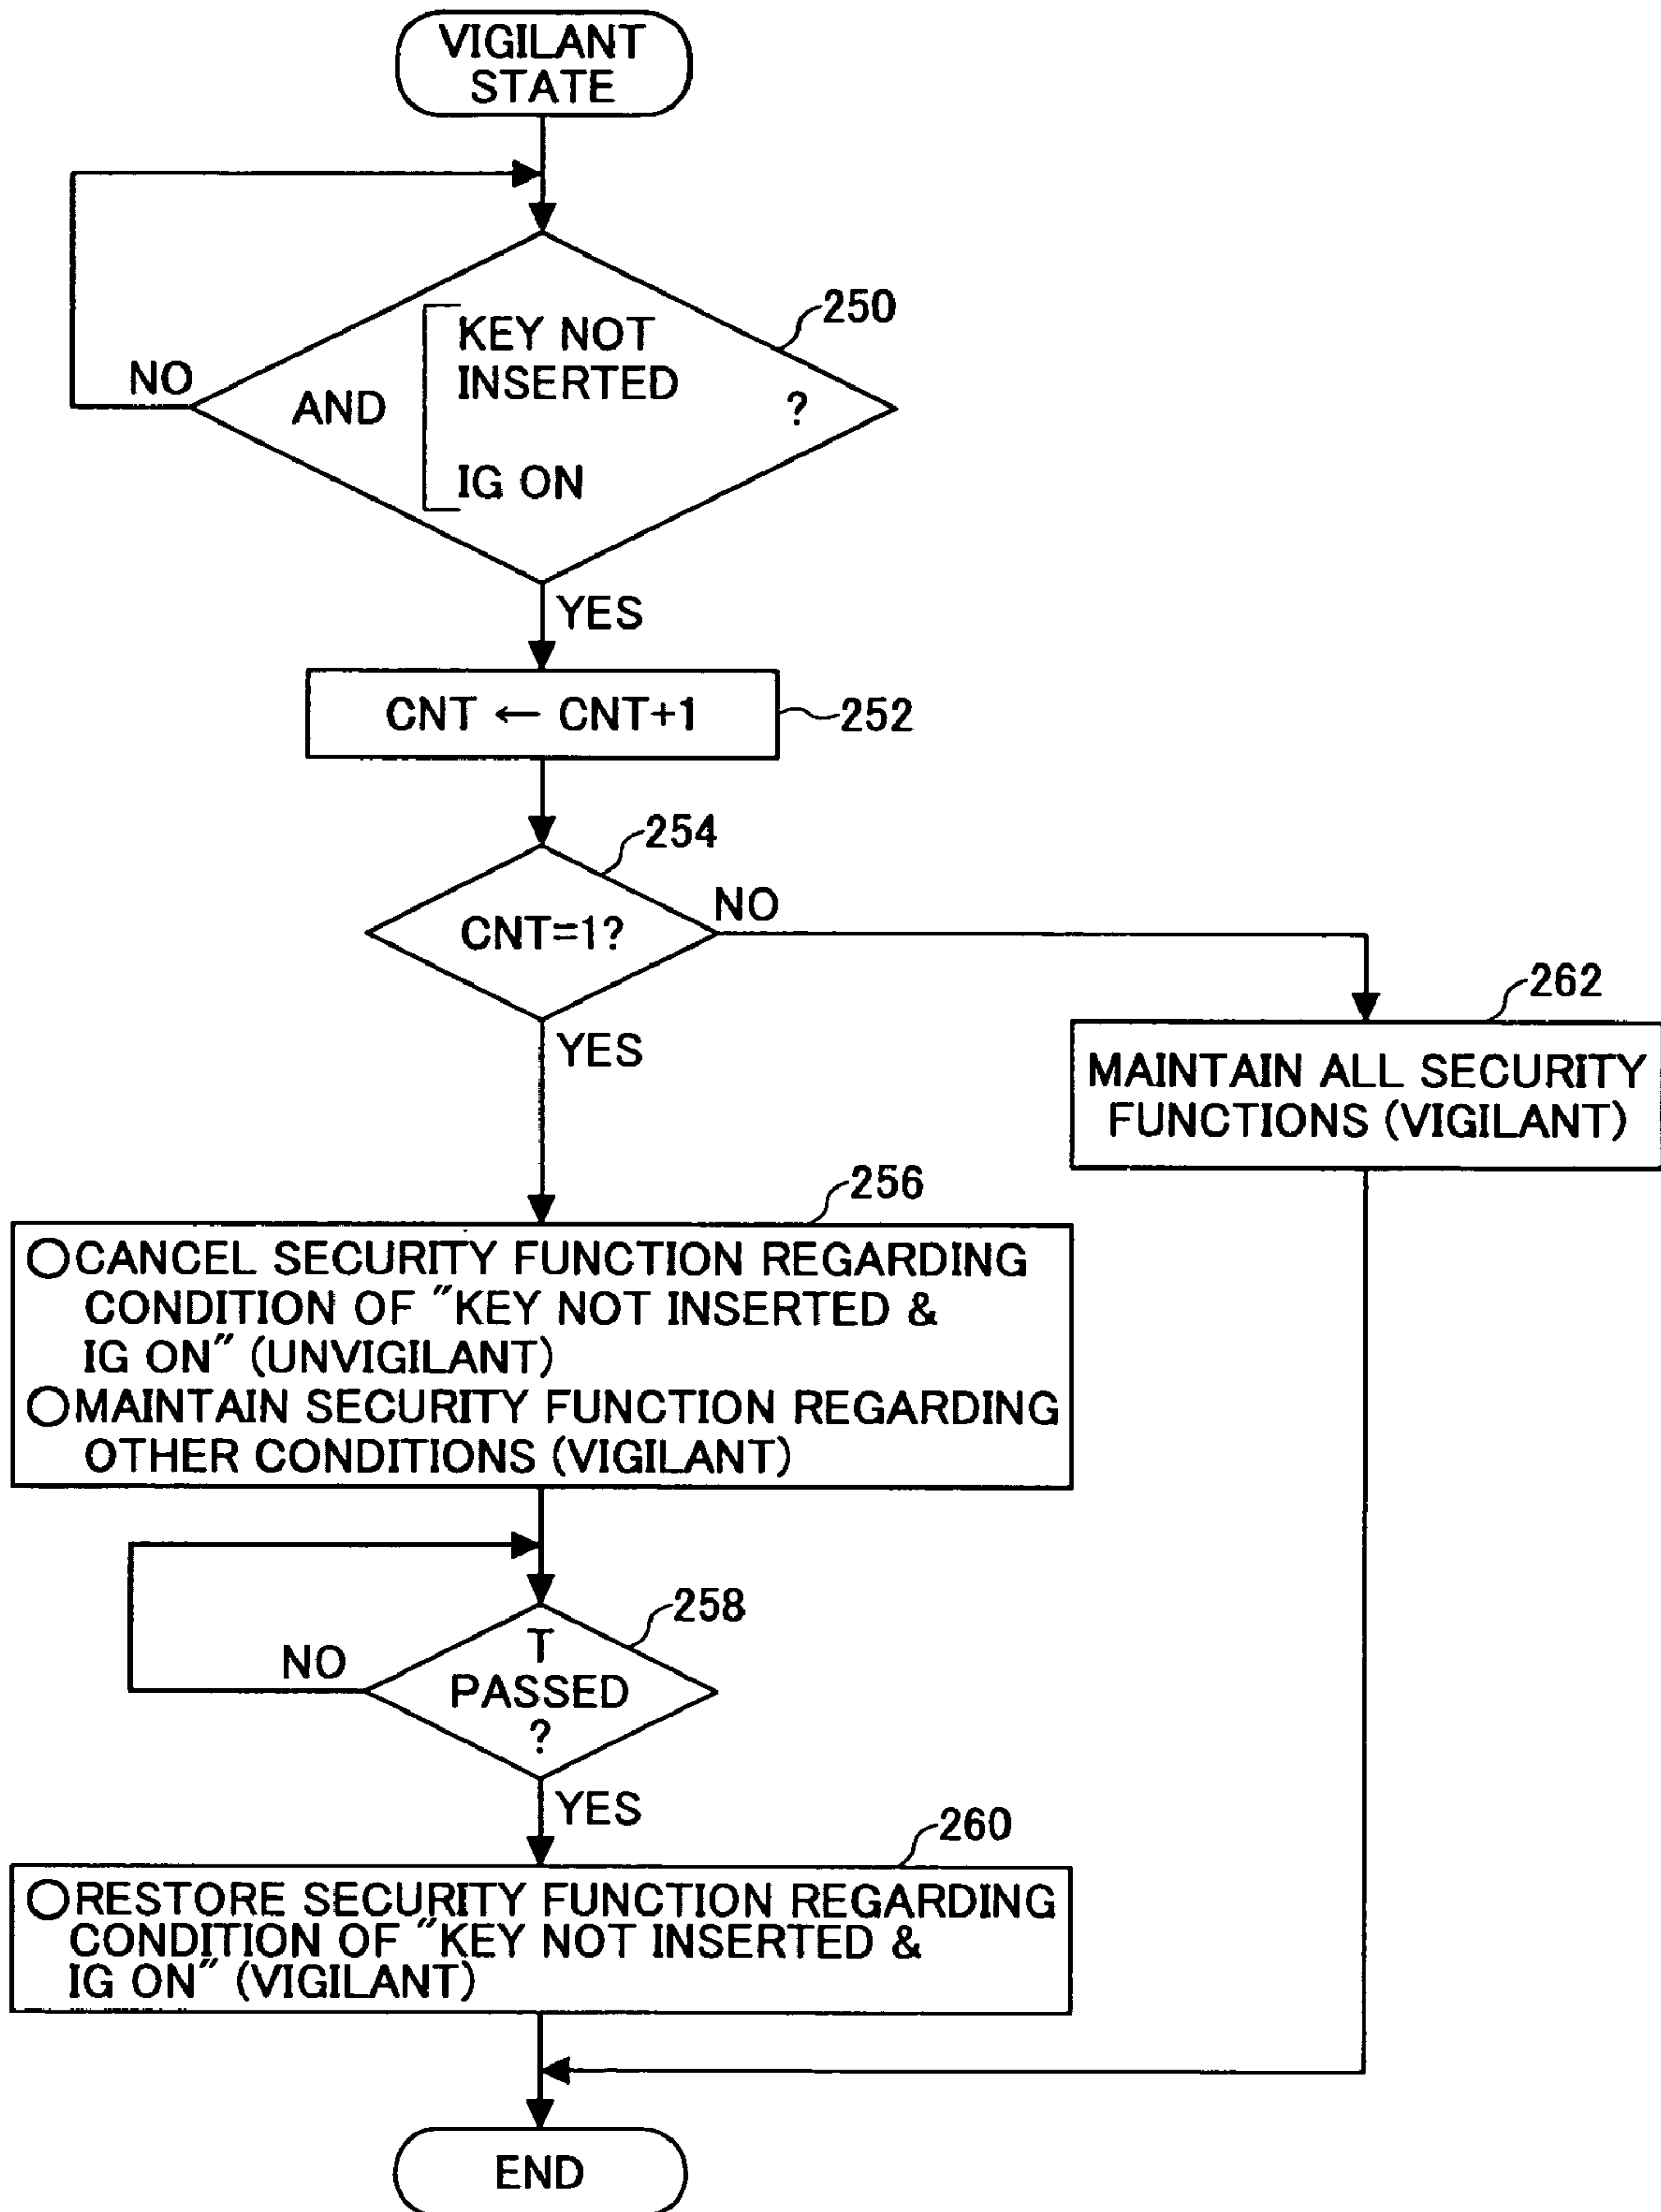 VIGILANT
STATE
250
KEY NOT
INSERTED
NO
AND
?
IG ON
YES
CNT ← CNT+1
252
254
NO
CNT=1?
262
YES
MAINTAIN ALL SECURITY
FUNCTIONS (VIGILANT)
256
○CANCEL SECURITY FUNCTION REGARDING
CONDITION OF "KEY NOT INSERTED &
IG ON" (UNVIGILANT)
○MAINTAIN SECURITY FUNCTION REGARDING
OTHER CONDITIONS (VIGILANT)
258
NO
T
PASSED
?
YES
260
○RESTORE SECURITY FUNCTION REGARDING
CONDITION OF "KEY NOT INSERTED &
IG ON" (VIGILANT)
END